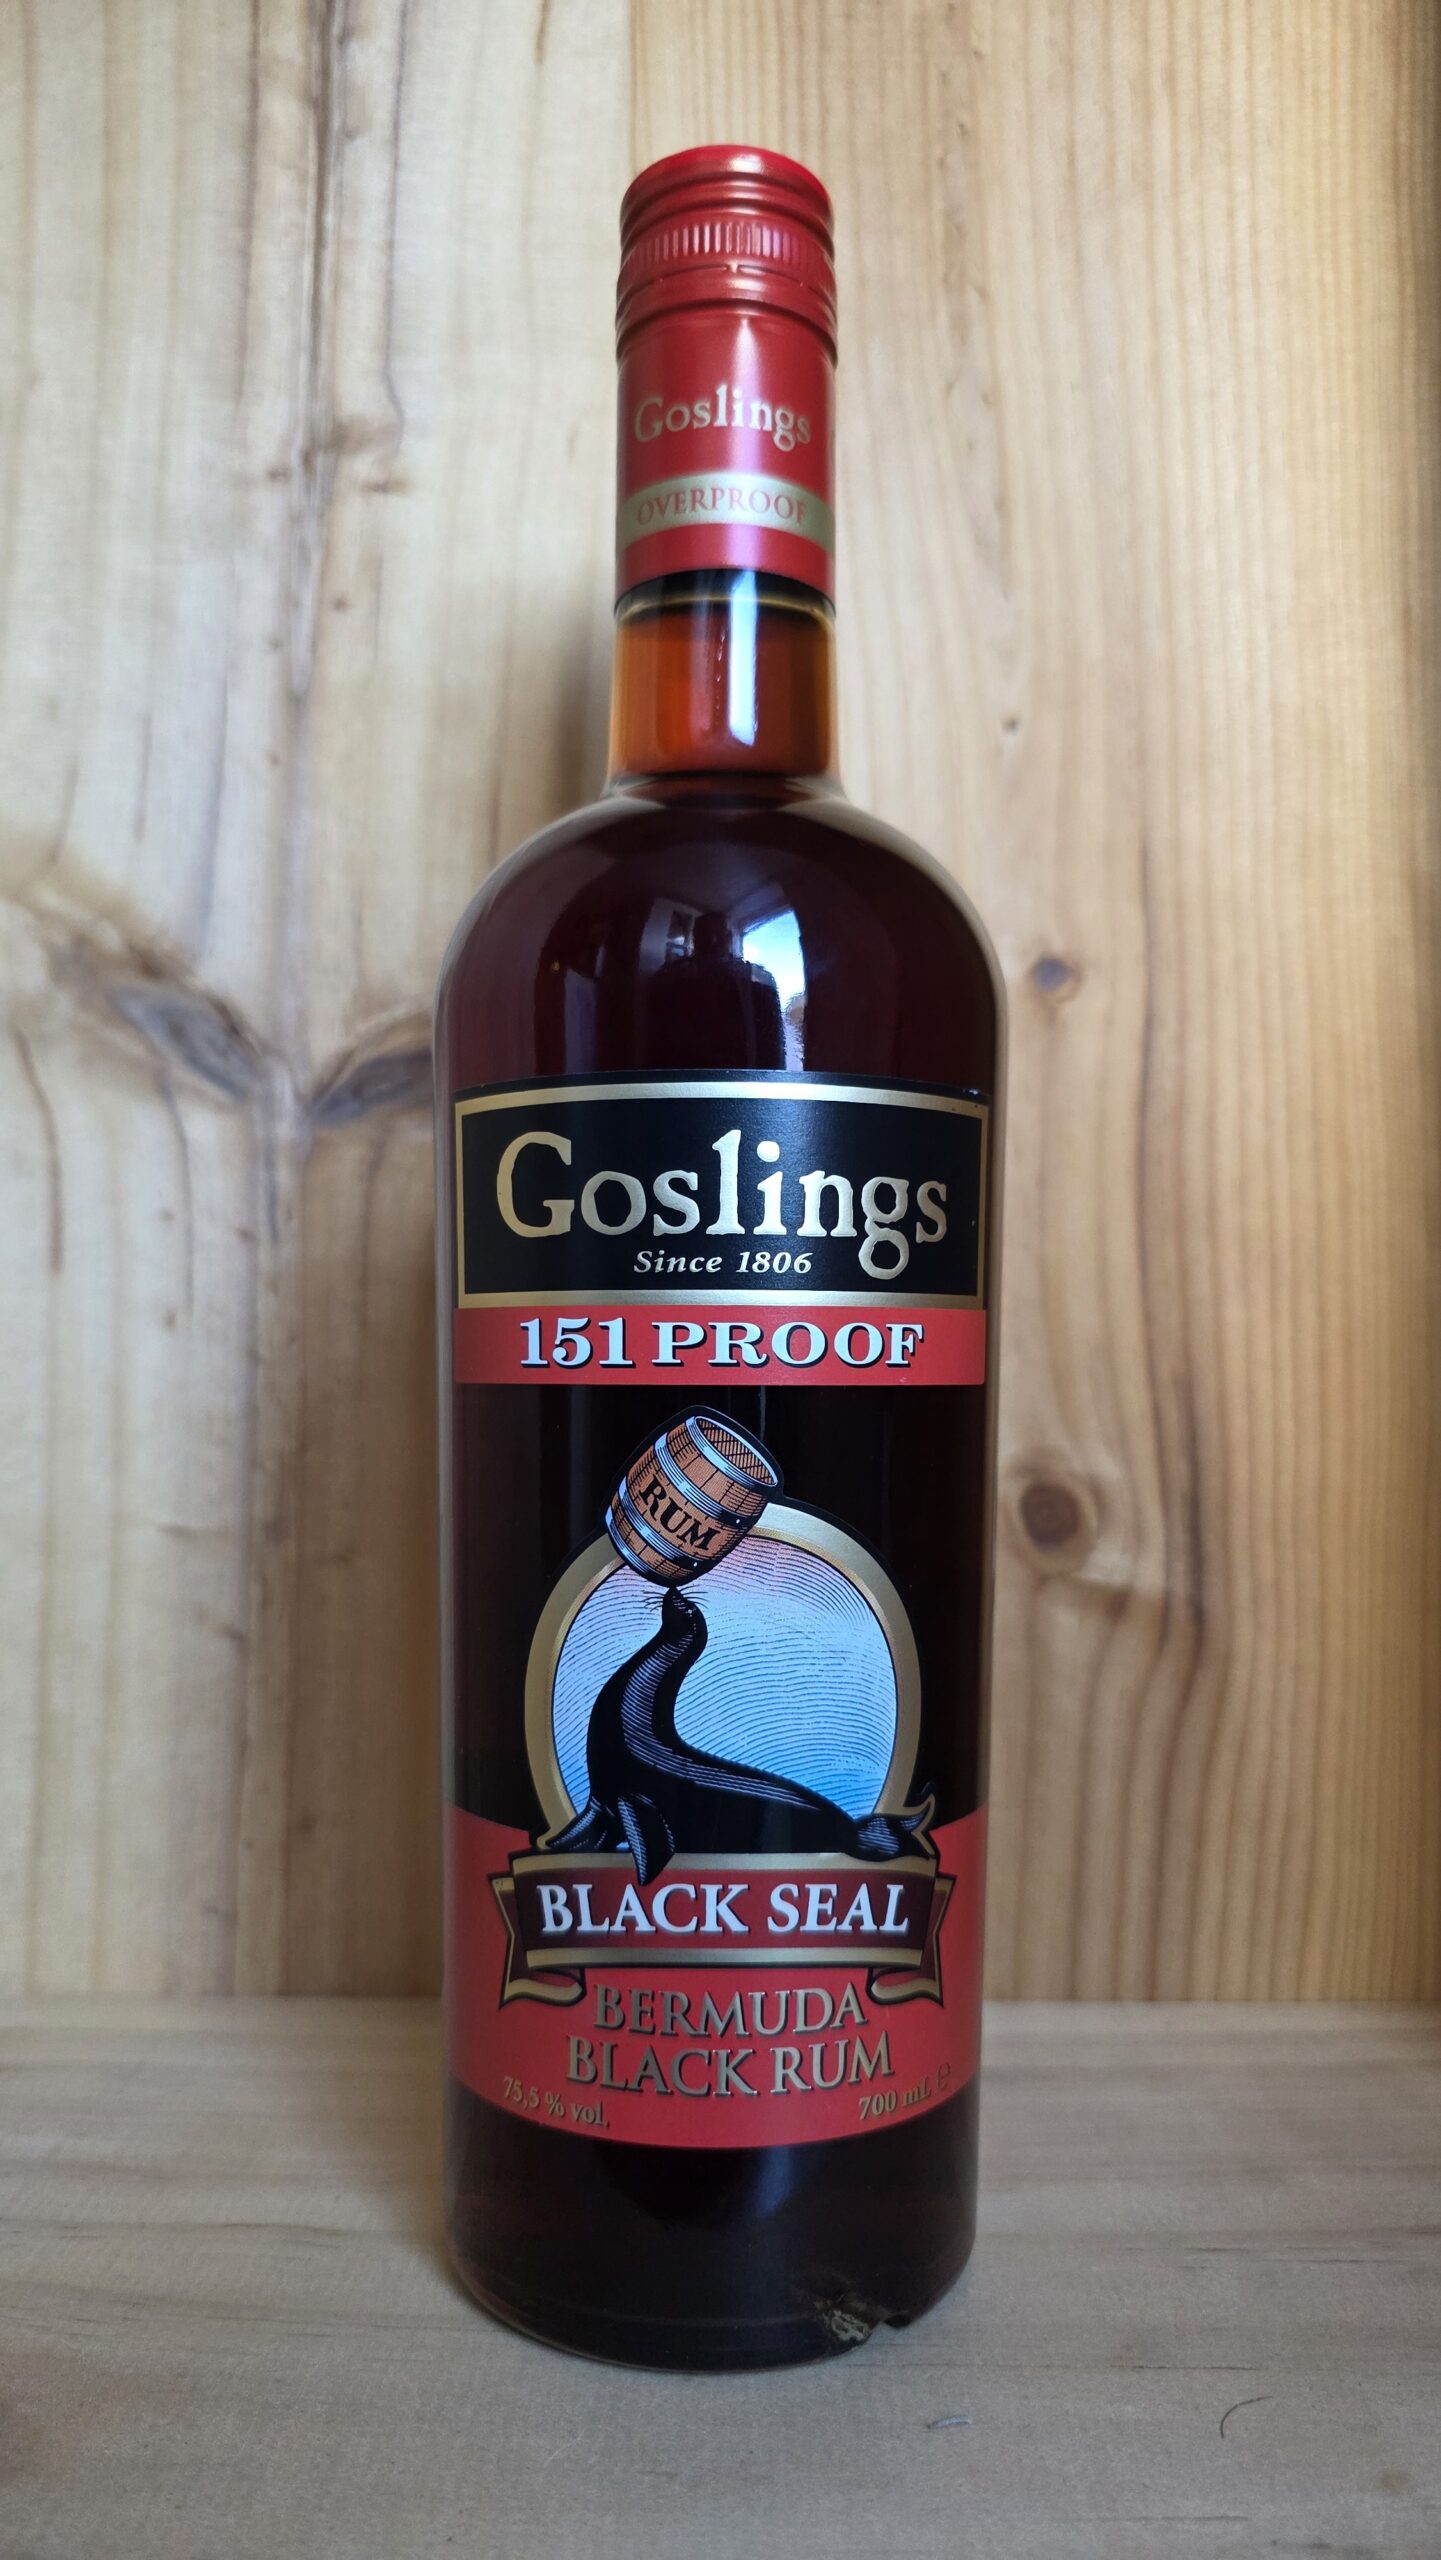 Goslings
OVERPROOF
Goslings
Since 1806
151 PROOF
RUM
BLACK SEAL
BERMUDA
BLACK RUM
75,5 % vol.
700 mL ℮